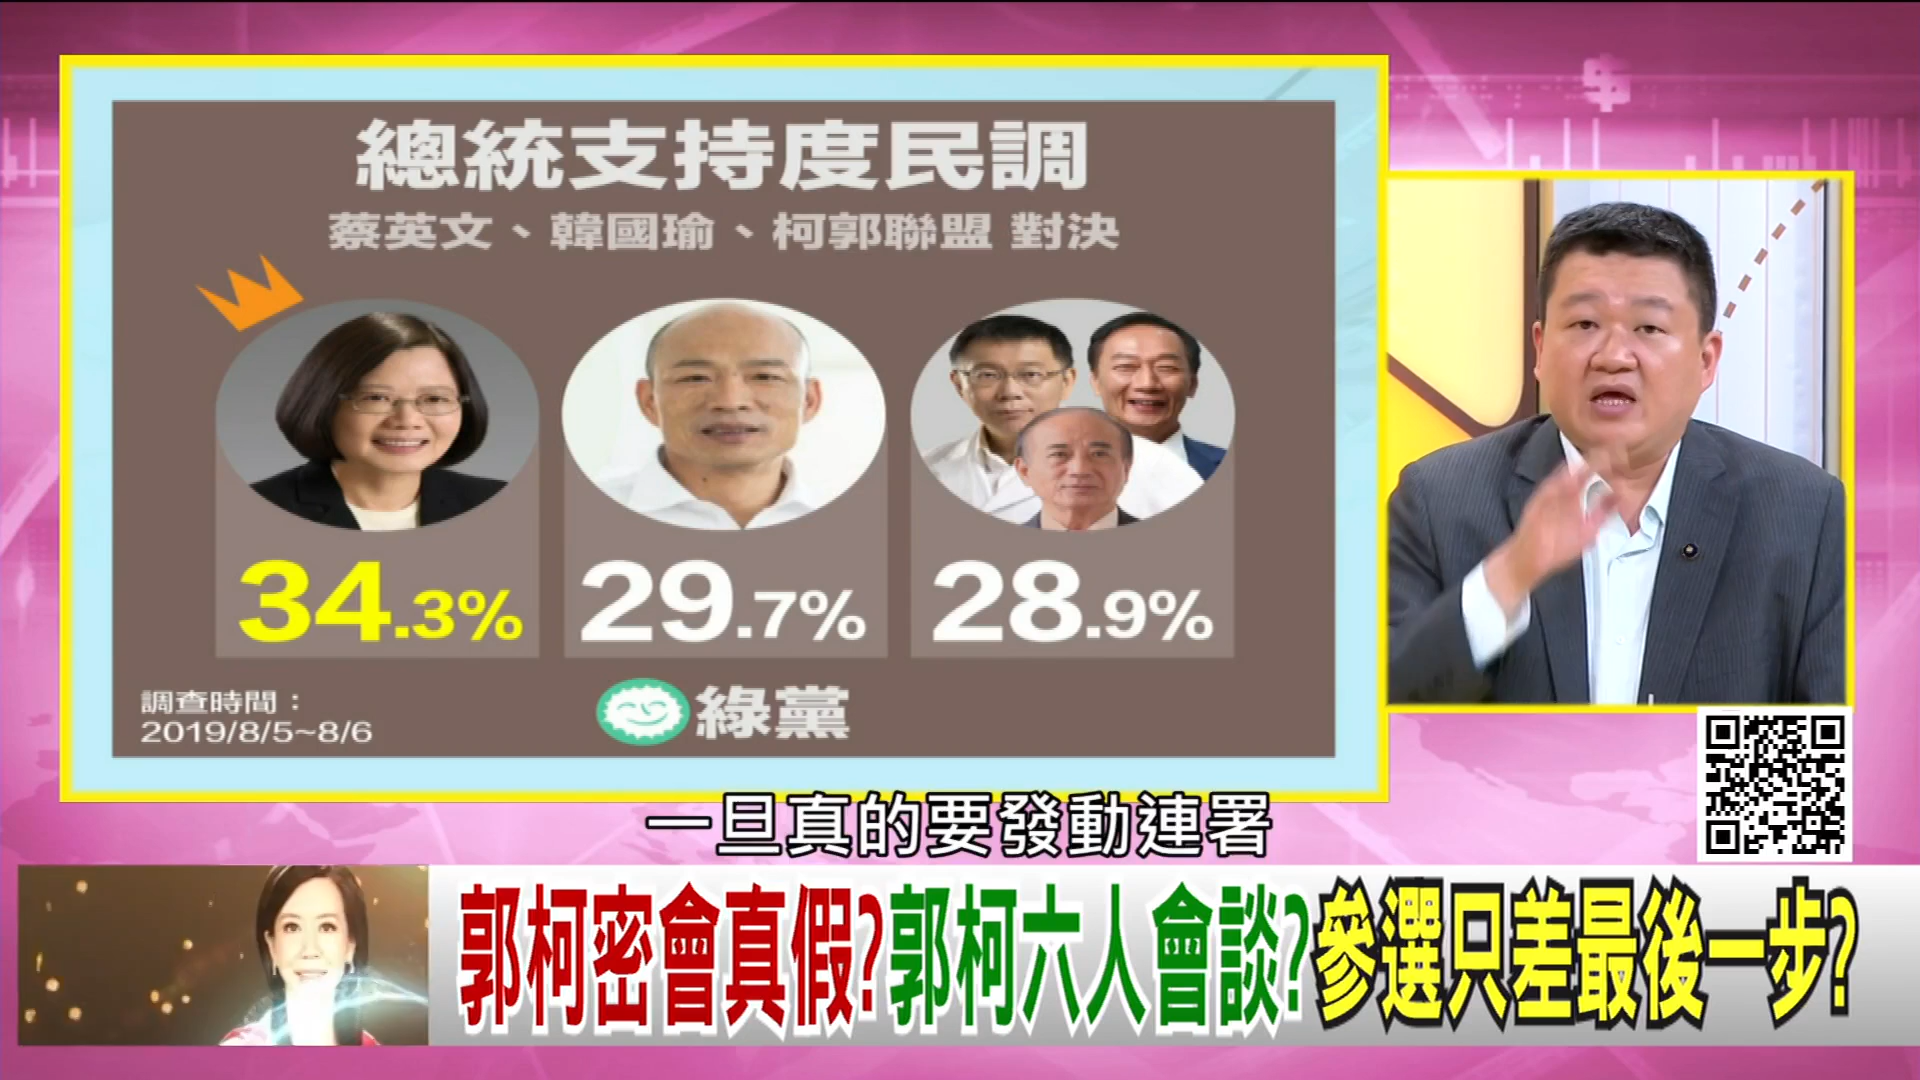 總統支持度民調
蔡英文、韓國瑜、柯郭聯盟 對決
34.3%
29.7%
28.9%
調查時間：
2019/8/5~8/6
綠黨
一旦真的要發動連署
郭柯密會真假?郭柯六人會談?參選只差最後一步?